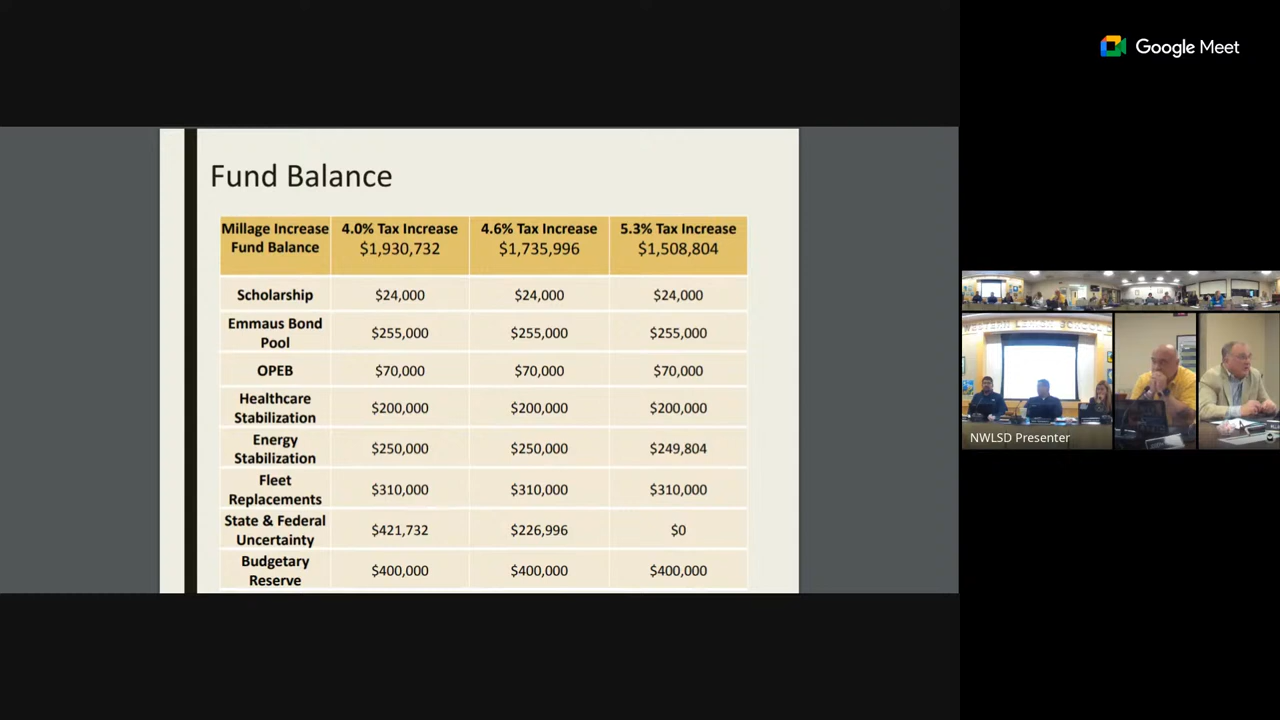 Google Meet
Fund Balance
Millage Increase 4.0% Tax Increase 4.6% Tax Increase 5.3% Tax Increase
Fund Balance $1,930,732 $1,735,996 $1,508,804
Scholarship $24,000 $24,000 $24,000
Emmaus Bond
Pool $255,000 $255,000 $255,000
OPEB $70,000 $70,000 $70,000
Healthcare
Stabilization $200,000 $200,000 $200,000
Energy
Stabilization $250,000 $250,000 $249,804
Fleet
Replacements $310,000 $310,000 $310,000
State & Federal
Uncertainty $421,732 $226,996 $0
Budgetary
Reserve $400,000 $400,000 $400,000
WESTERN LEHIGH SCHOOL
NWLSD Presenter